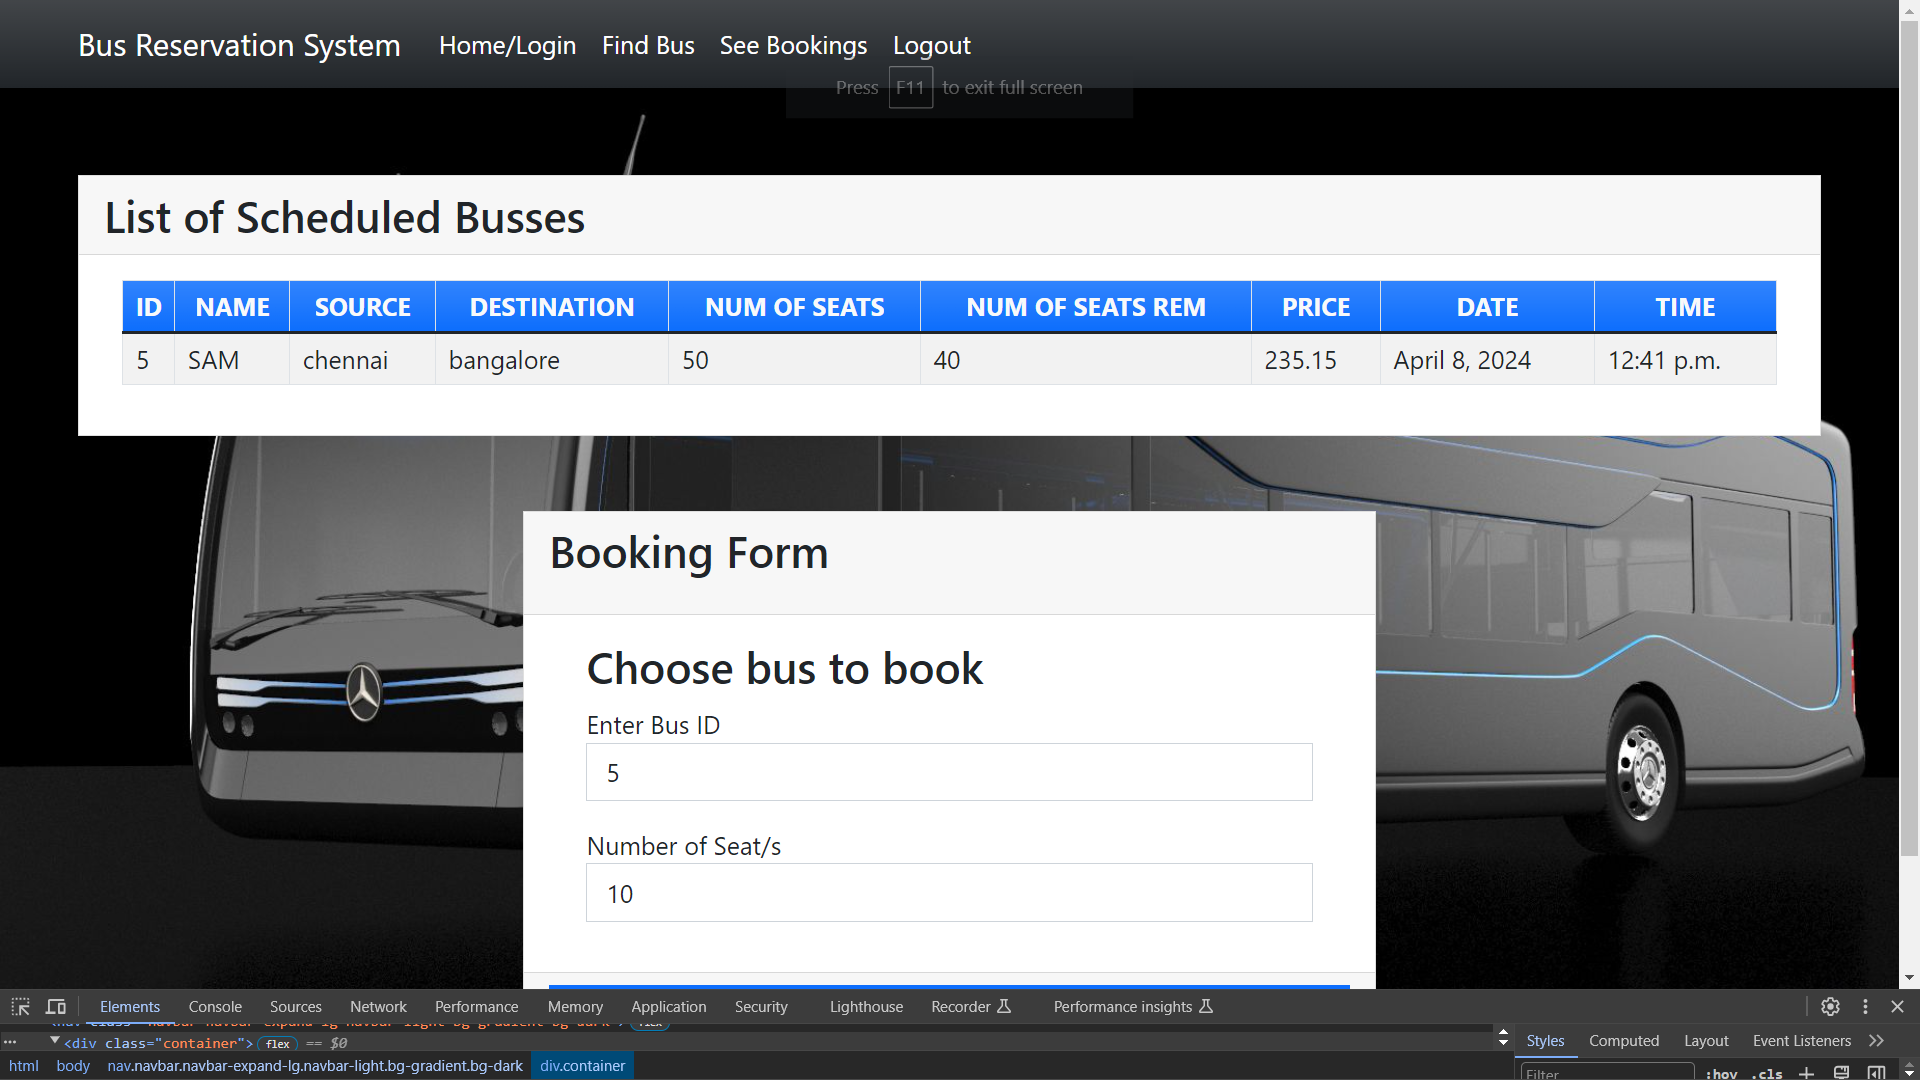 Bus Reservation System Home/Login Find Bus See Bookings Logout
Press F11 to exit full screen
List of Scheduled Busses
ID NAME SOURCE DESTINATION NUM OF SEATS NUM OF SEATS REM PRICE DATE TIME
5 SAM chennai bangalore 50 40 235.15 April 8, 2024 12:41 p.m.
Booking Form
Choose bus to book
Enter Bus ID
5
Number of Seat/s
10
Elements Console Sources Network Performance Memory Application Security Lighthouse Recorder Performance insights
<div class="container"> flex == $0
Styles Computed Layout Event Listeners
html body nav.navbar.navbar-expand-lg.navbar-light.bg-gradient.bg-dark div.container
Filter :hov .cls